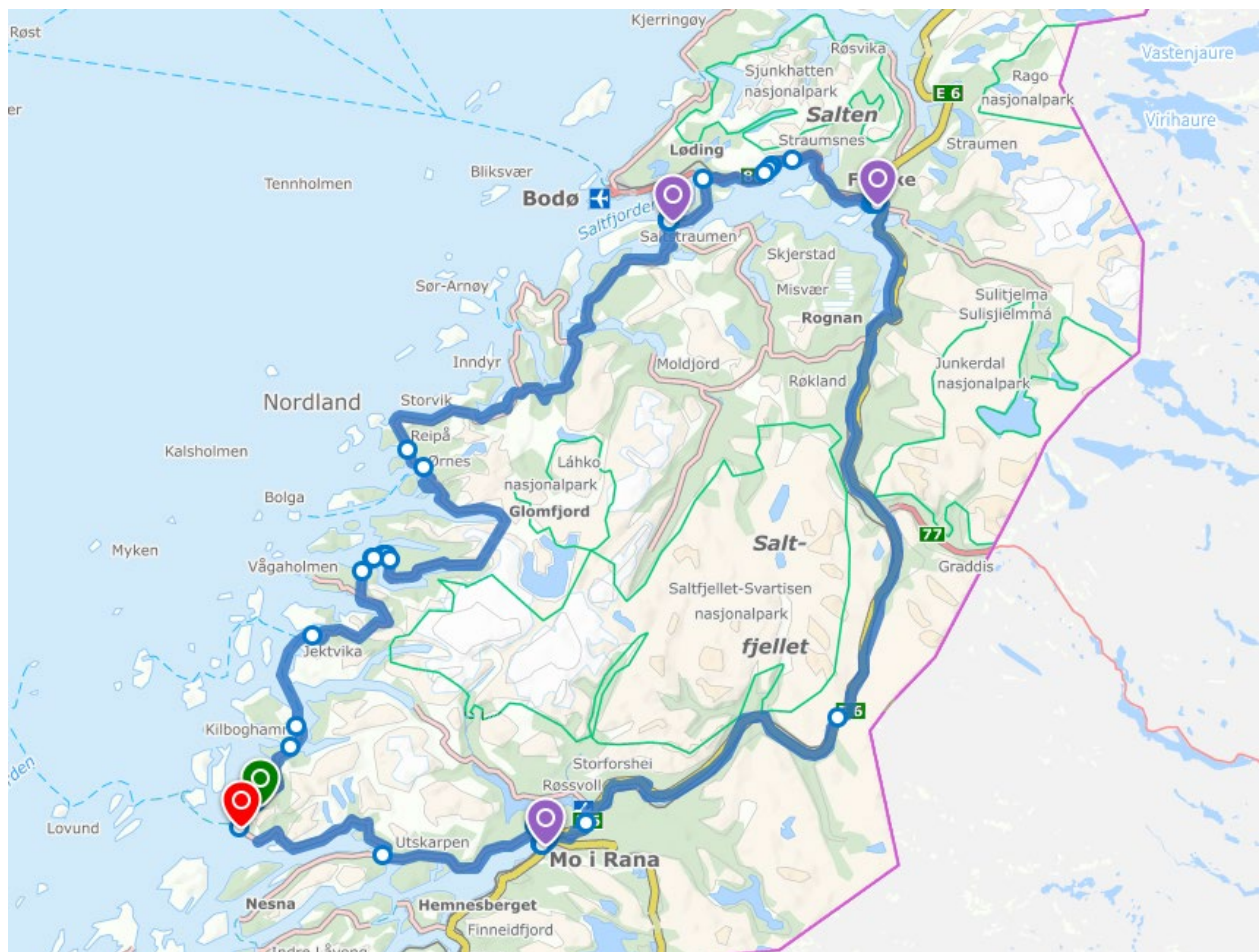 Røst
Kjerringøy
er
Røsvika
Sjunkhatten
nasjonalpark
Rago
nasjonalpark
Vastenjaure
Virihaure
E 6
Salten
Straumsnes
Straumen
Løding
Bliksvær
Tennholmen
Bodø
Saltfjorden
Saltstraumen
Skjerstad
Misvær
Rognan
Sør-Arnøy
Sulitjelma
Sulisjielmmá
Inndyr
Moldjord
Røkland
Junkerdal
nasjonalpark
Nordland
Storvik
Reipå
Ørnes
Kalsholmen
Láhko
nasjonalpark
Bolga
Glomfjord
Myken
Salt-
77
Graddis
Vågaholmen
Saltfjellet-Svartisen
nasjonalpark
fjellet
Jektvika
Kilboghamn
Storforshei
Røssvoll
Lovund
Utskarpen
Mo i Rana
Nesna
Hemnesberget
Finneidfjord